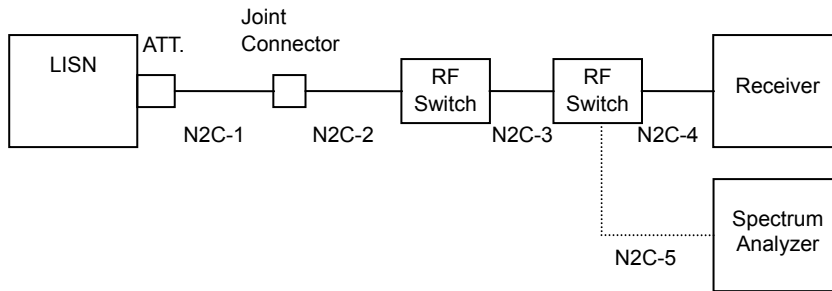 Joint
Connector
ATT.
LISN
RF
Switch
RF
Switch
Receiver
N2C-1
N2C-2
N2C-3
N2C-4
Spectrum
Analyzer
N2C-5